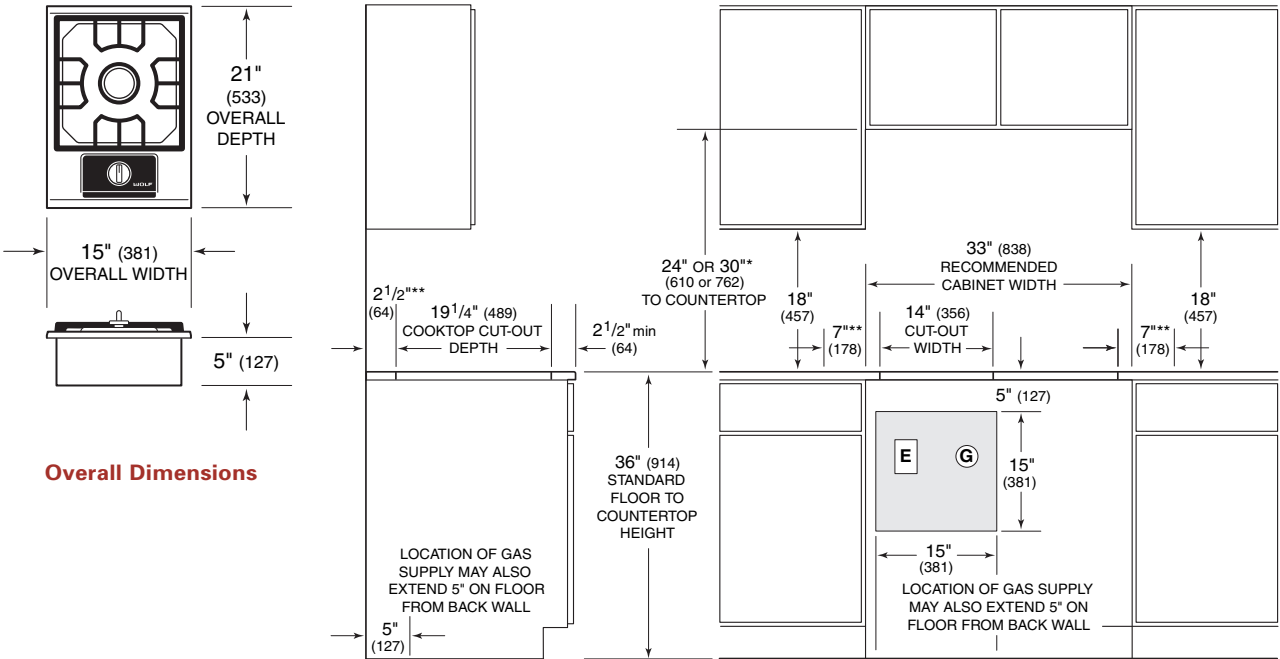 21"
(533)
OVERALL
DEPTH
WOLF
15" (381)
OVERALL WIDTH
5" (127)
Overall Dimensions
2 1/2"**
(64)
19 1/4" (489)
COOKTOP CUT-OUT
DEPTH
2 1/2" min
(64)
LOCATION OF GAS
SUPPLY MAY ALSO
EXTEND 5" ON FLOOR
FROM BACK WALL
5"
(127)
36" (914)
STANDARD
FLOOR TO
COUNTERTOP
HEIGHT
24" OR 30"*
(610 or 762)
TO COUNTERTOP
18"
(457)
33" (838)
RECOMMENDED
CABINET WIDTH
18"
(457)
7"**
(178)
14" (356)
CUT-OUT
WIDTH
7"**
(178)
5" (127)
E
G
15"
(381)
15"
(381)
LOCATION OF GAS SUPPLY
MAY ALSO EXTEND 5" ON
FLOOR FROM BACK WALL